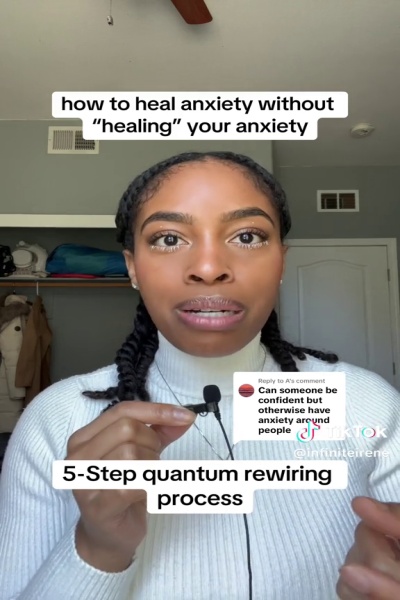 how to heal anxiety without
“healing” your anxiety
Reply to A's comment
Can someone be
confident but
otherwise have
anxiety around
people
TikTok
@infiniteirene
5-Step quantum rewiring
process